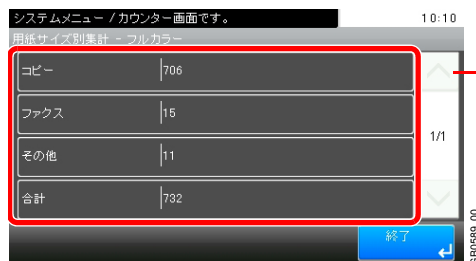 システムメニュー / カウンター画面です。 10:10
用紙サイズ別集計 - フルカラー
コピー 706
ファクス 15
その他 11
合計 732
1/1
終了
GB0589_00